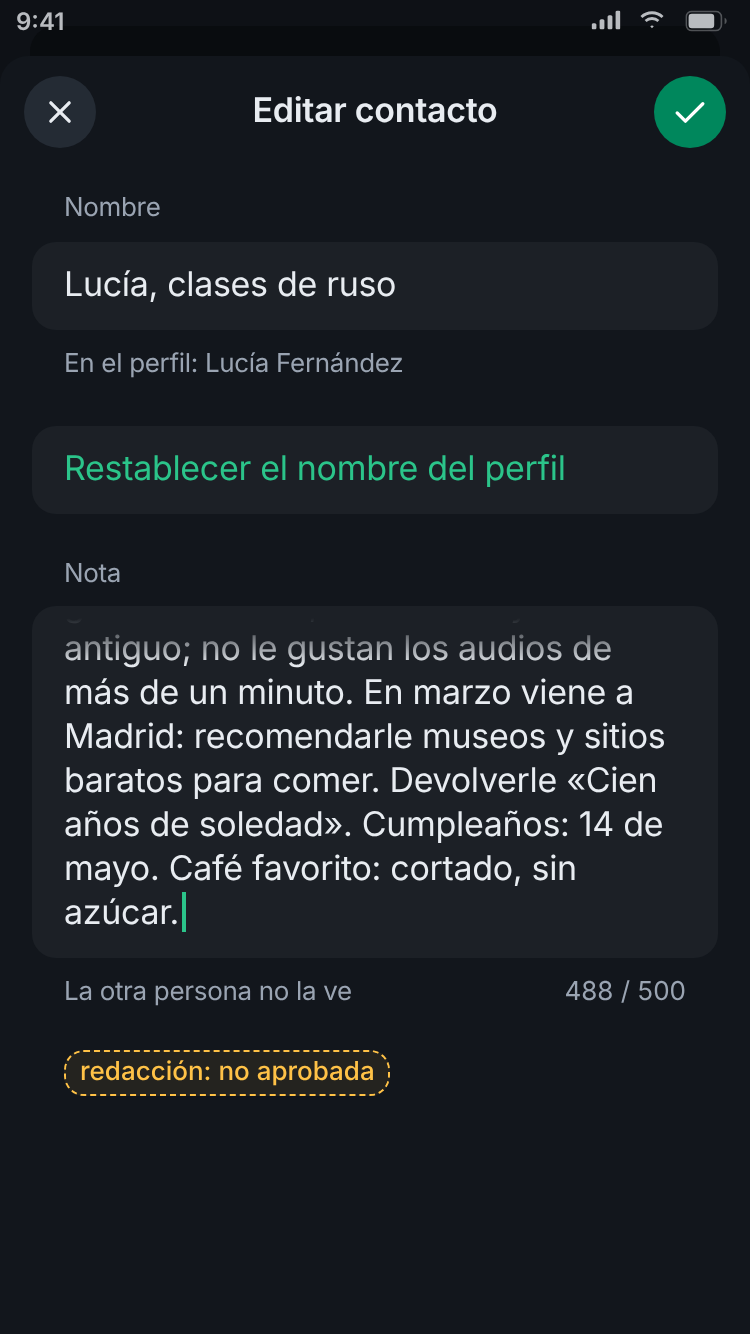 9:41
Editar contacto
Nombre
Lucía, clases de ruso
En el perfil: Lucía Fernández
Restablecer el nombre del perfil
Nota
antiguo; no le gustan los audios de
más de un minuto. En marzo viene a
Madrid: recomendarle museos y sitios
baratos para comer. Devolverle «Cien
años de soledad». Cumpleaños: 14 de
mayo. Café favorito: cortado, sin
azúcar.
La otra persona no la ve
488 / 500
redacción: no aprobada